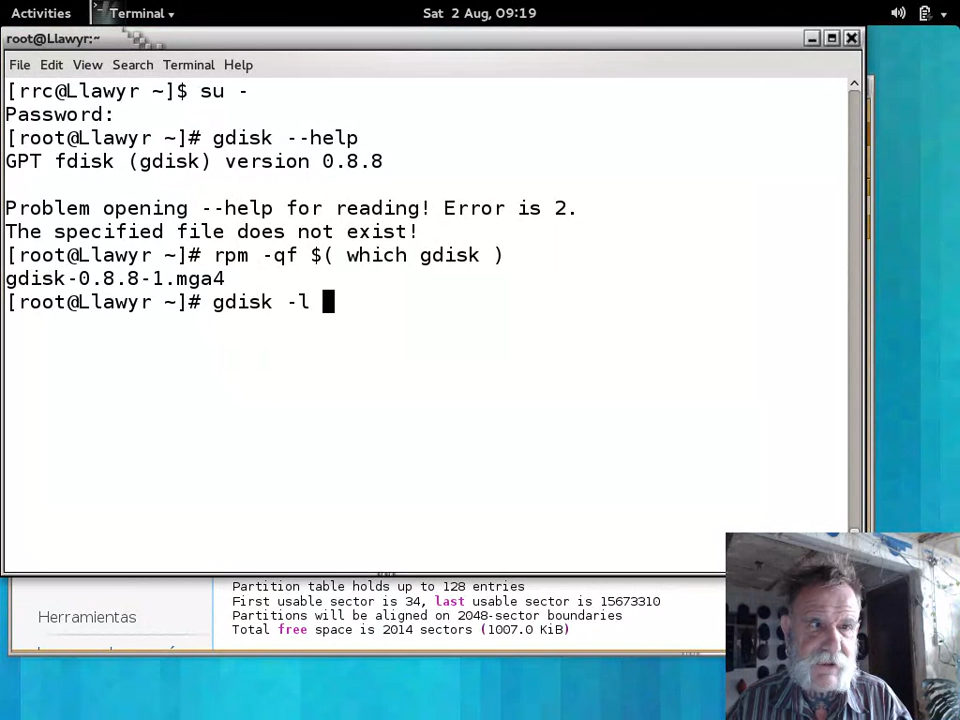 Activities
Terminal
Sat 2 Aug, 09:19
root@Llawyr:~
File Edit View Search Terminal Help
[rrc@Llawyr ~]$ su -
Password:
[root@Llawyr ~]# gdisk --help
GPT fdisk (gdisk) version 0.8.8
Problem opening --help for reading! Error is 2.
The specified file does not exist!
[root@Llawyr ~]# rpm -qf $( which gdisk )
gdisk-0.8.8-1.mga4
[root@Llawyr ~]# gdisk -l
Herramientas
Partition table holds up to 128 entries
First usable sector is 34, last usable sector is 15673310
Partitions will be aligned on 2048-sector boundaries
Total free space is 2014 sectors (1007.0 KiB)